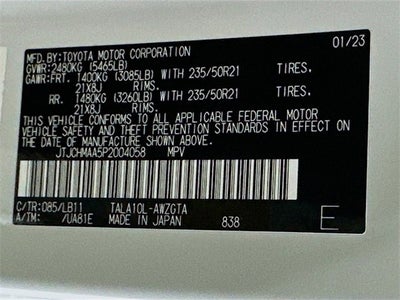 MFD. BY: TOYOTA MOTOR CORPORATION 01/23
GVWR: 2480KG (5465LB)
GAWR: FRT. 1400KG (3085LB) WITH 235/50R21 TIRES.
21X8J RIMS.
RR. 1480KG (3260LB) WITH 235/50R21 TIRES.
21X8J RIMS.
THIS VEHICLE CONFORMS TO ALL APPLICABLE FEDERAL MOTOR
VEHICLE SAFETY AND BUMPER STANDARDS IN EFFECT ON THE DATE
OF MANUFACTURE SHOWN ABOVE.
JTJCHMAA5P2004058 MPV
C/TR: 085/LB11 TALA10L-AWZGTA
A/TM: /UA81E MADE IN JAPAN 838 E